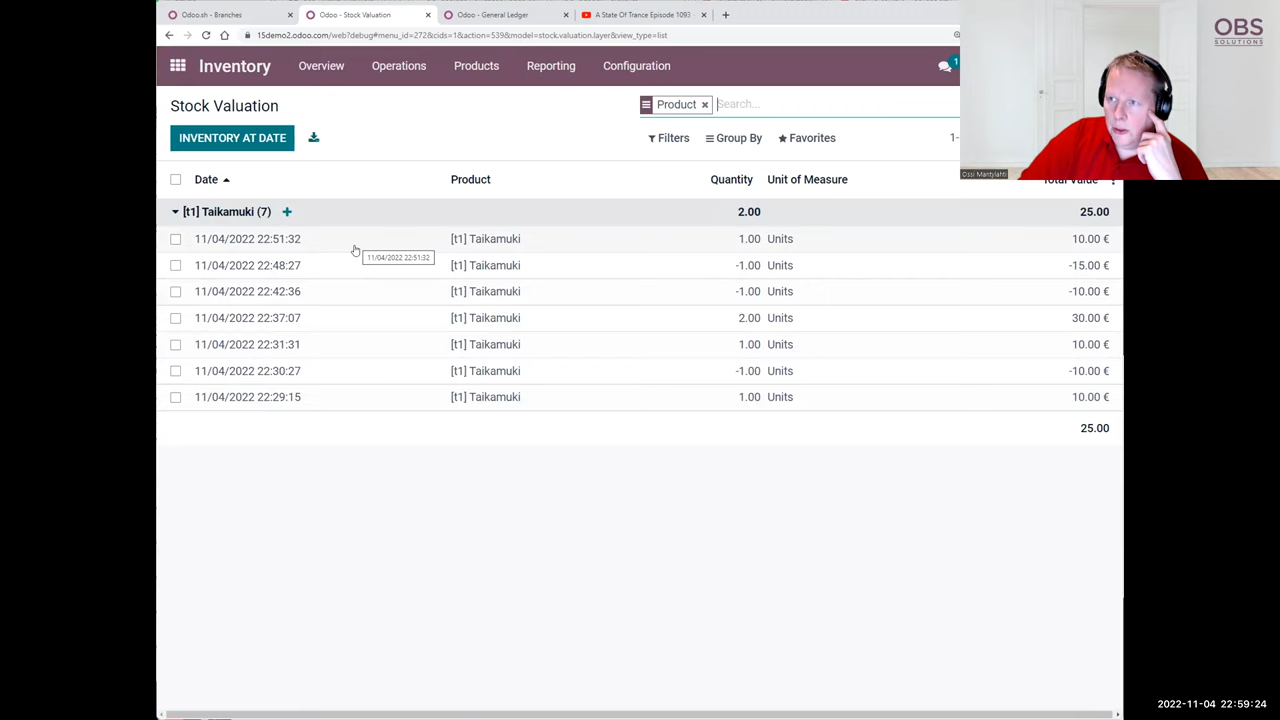 Odoo.sh - Branches
Odoo - Stock Valuation
Odoo - General Ledger
A State Of Trance Episode 1093
15demo2.odoo.com/web?debug#menu_id=272&cids=1&action=539&model=stock.valuation.layer&view_type=list
Inventory Overview Operations Products Reporting Configuration 1
OBS
SOLUTIONS
Stock Valuation
Product Search...
INVENTORY AT DATE
Filters Group By Favorites 1-
Ossi Mantylahti
Date Product Quantity Unit of Measure Total Value
[t1] Taikamuki (7) 2.00 25.00
11/04/2022 22:51:32 [t1] Taikamuki 1.00 Units 10.00 €
11/04/2022 22:51:32
11/04/2022 22:48:27 [t1] Taikamuki -1.00 Units -15.00 €
11/04/2022 22:42:36 [t1] Taikamuki -1.00 Units -10.00 €
11/04/2022 22:37:07 [t1] Taikamuki 2.00 Units 30.00 €
11/04/2022 22:31:31 [t1] Taikamuki 1.00 Units 10.00 €
11/04/2022 22:30:27 [t1] Taikamuki -1.00 Units -10.00 €
11/04/2022 22:29:15 [t1] Taikamuki 1.00 Units 10.00 €
25.00
2022-11-04 22:59:24